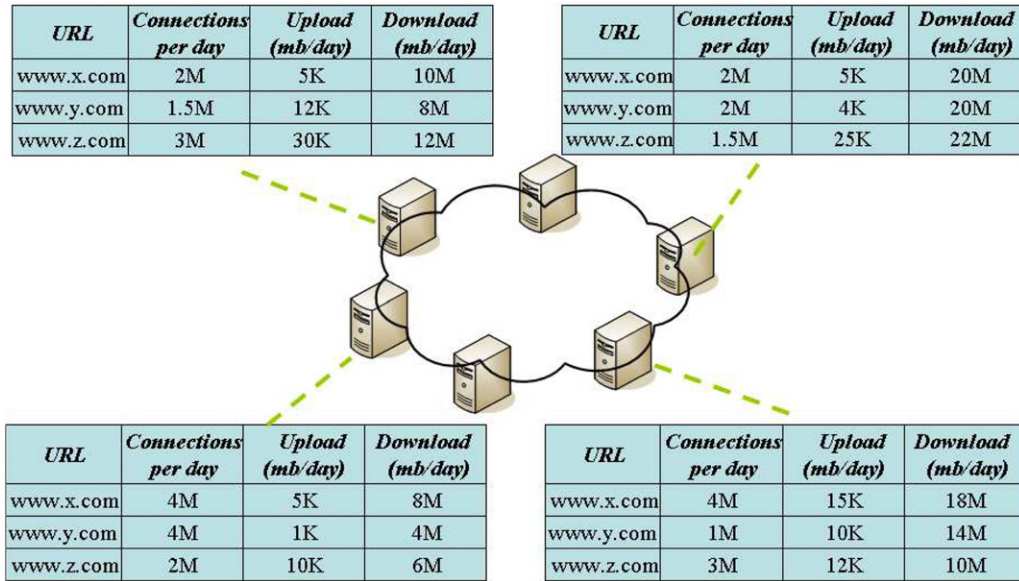 URL Connections per day Upload (mb/day) Download (mb/day)
www.x.com 2M 5K 10M
www.y.com 1.5M 12K 8M
www.z.com 3M 30K 12M
URL Connections per day Upload (mb/day) Download (mb/day)
www.x.com 2M 5K 20M
www.y.com 2M 4K 20M
www.z.com 1.5M 25K 22M
URL Connections per day Upload (mb/day) Download (mb/day)
www.x.com 4M 5K 8M
www.y.com 4M 1K 4M
www.z.com 2M 10K 6M
URL Connections per day Upload (mb/day) Download (mb/day)
www.x.com 4M 15K 18M
www.y.com 1M 10K 14M
www.z.com 3M 12K 10M